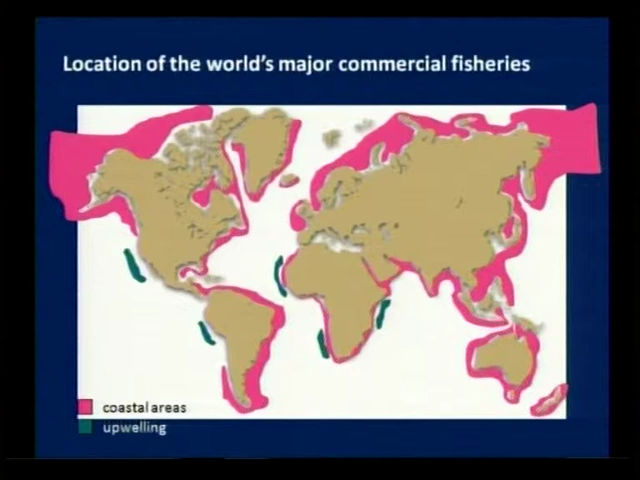 Location of the world's major commercial fisheries
coastal areas
upwelling